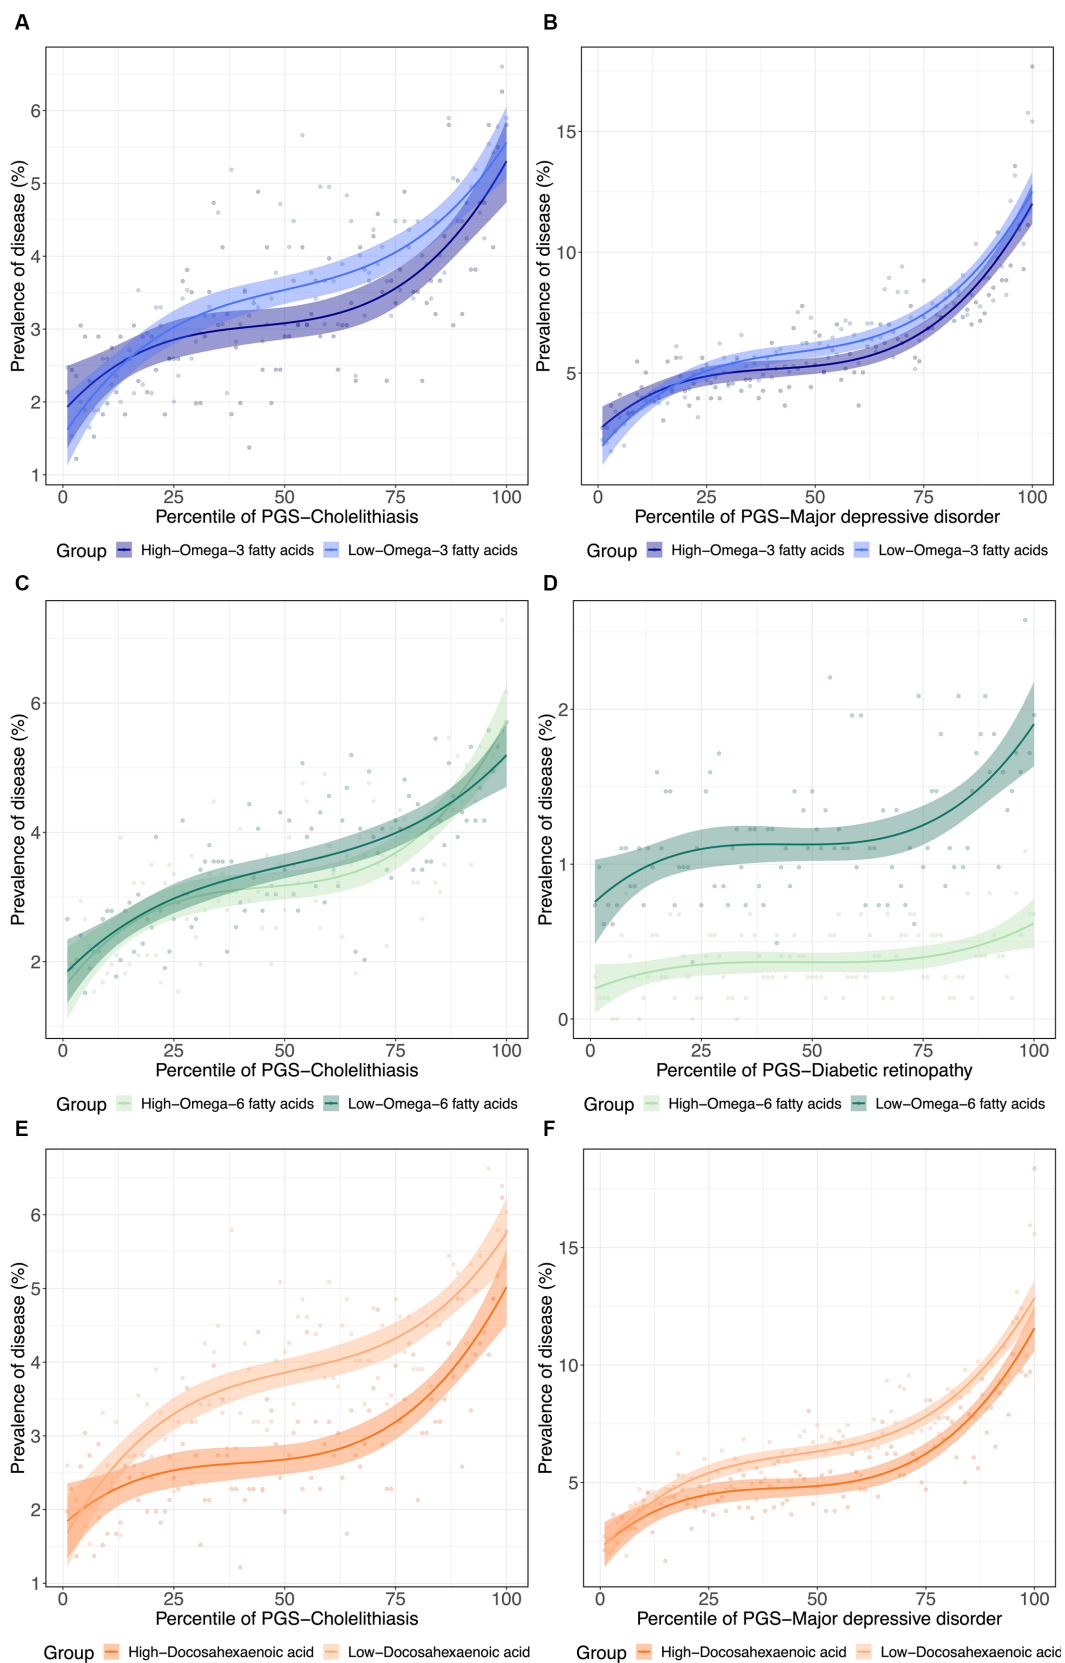 A
B
Prevalence of disease (%)
6
5
4
3
2
1
0 25 50 75 100
Percentile of PGS−Cholelithiasis
Group High−Omega−3 fatty acids Low−Omega−3 fatty acids
Prevalence of disease (%)
15
10
5
0 25 50 75 100
Percentile of PGS−Major depressive disorder
Group High−Omega−3 fatty acids Low−Omega−3 fatty acids
C
D
Prevalence of disease (%)
6
4
2
0 25 50 75 100
Percentile of PGS−Cholelithiasis
Group High−Omega−6 fatty acids Low−Omega−6 fatty acids
Prevalence of disease (%)
2
1
0
0 25 50 75 100
Percentile of PGS−Diabetic retinopathy
Group High−Omega−6 fatty acids Low−Omega−6 fatty acids
E
F
Prevalence of disease (%)
6
5
4
3
2
1
0 25 50 75 100
Percentile of PGS−Cholelithiasis
Group High−Docosahexaenoic acid Low−Docosahexaenoic acid
Prevalence of disease (%)
15
10
5
0 25 50 75 100
Percentile of PGS−Major depressive disorder
Group High−Docosahexaenoic acid Low−Docosahexaenoic acid